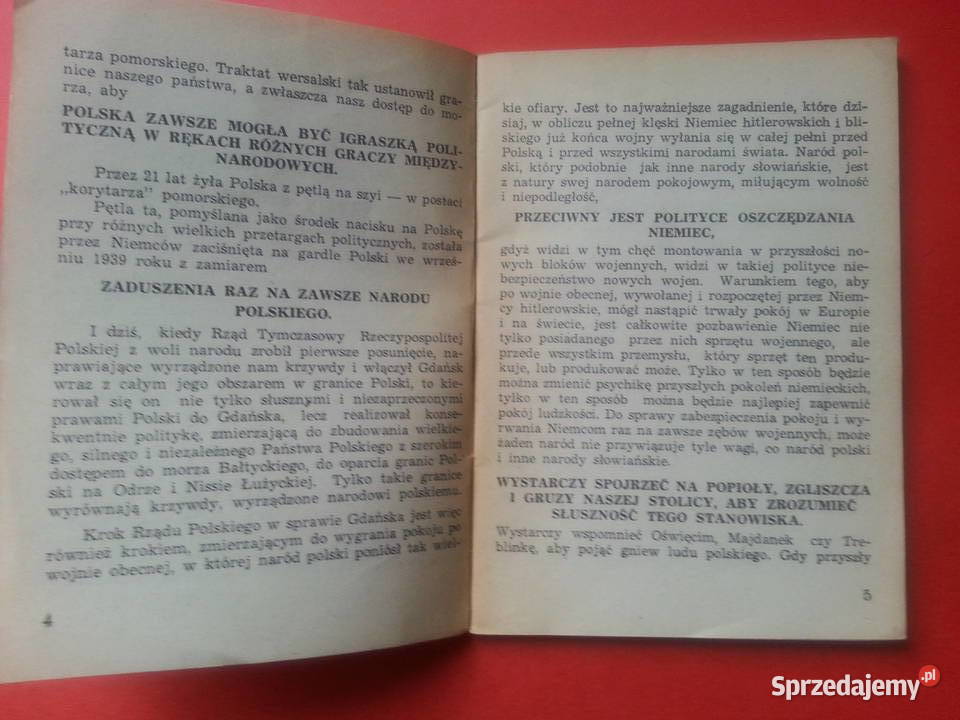 tarza pomorskiego. Traktat wersalski tak ustanowił gra-
nice naszego państwa, a zwłaszcza nasz dostęp do mo-
rza, aby
POLSKA ZAWSZE MOGŁA BYĆ IGRASZKĄ POLI-
TYCZNĄ W RĘKACH RÓŻNYCH GRACZY MIĘDZY-
NARODOWYCH.
Przez 21 lat żyła Polska z pętlą na szyi — w postaci
„korytarza" pomorskiego.
Pętla ta, pomyślana jako środek nacisku na Polskę
przy różnych wielkich przetargach politycznych, została
przez Niemców zaciśnięta na gardle Polski we wrześ-
niu 1939 roku z zamiarem
ZADUSZENIA RAZ NA ZAWSZE NARODU
POLSKIEGO.
I dziś, kiedy Rząd Tymczasowy Rzeczypospolitej
Polskiej z woli narodu zrobił pierwsze posunięcie, na-
prawiające wyrządzone nam krzywdy i włączył Gdańsk
wraz z całym jego obszarem w granice Polski, to kie-
rował się on nie tylko słusznymi i niezaprzeczonymi
prawami Polski do Gdańska, lecz realizował konse-
kwentnie politykę, zmierzającą do zbudowania wielkie-
go, silnego i niezależnego Państwa Polskiego z szerokim
dostępem do morza Bałtyckiego, do oparcia granic Pol-
ski na Odrze i Nissie Łużyckiej. Tylko takie granice
wyrównają krzywdy, wyrządzone narodowi polskiemu.
Krok Rządu Polskiego w sprawie Gdańska jest więc
również krokiem, zmierzającym do wygrania pokoju po
wojnie obecnej, w której naród polski poniósł tak wiel-
4
kie ofiary. Jest to najważniejsze zagadnienie, które dzi-
siaj, w obliczu pełnej klęski Niemiec hitlerowskich i bli-
skiego już końca wojny wyłania się w całej pełni przed
Polską i przed wszystkimi narodami świata. Naród pol-
ski, który podobnie jak inne narody słowiańskie, jest
z natury swej narodem pokojowym, miłującym wolność
i niepodległość,
PRZECIWNY JEST POLITYCE OSZCZĘDZANIA
NIEMIEC,
gdyż widzi w tym chęć montowania w przyszłości no-
wych bloków wojennych, widzi w takiej polityce nie-
bezpieczeństwo nowych wojen. Warunkiem tego, aby
po wojnie obecnej, wywołanej i rozpoczętej przez Niem-
cy hitlerowskie, mógł nastąpić trwały pokój w Europie
i na świecie, jest całkowite pozbawienie Niemiec nie
tylko posiadanego przez nich sprzętu wojennego, ale
przede wszystkim przemysłu, który sprzęt ten produ-
kuje, lub produkować może. Tylko w ten sposób będzie
można zmienić psychikę przyszłych pokoleń niemieckich,
tylko w ten sposób można będzie najlepiej zapewnić
pokój ludzkości. Do sprawy zabezpieczenia pokoju i wy-
rwania Niemcom raz na zawsze zębów wojennych, może
żaden naród nie przywiązuje tyle wagi, co naród polski
i inne narody słowiańskie.
WYSTARCZY SPOJRZEĆ NA POPIOŁY, ZGLISZCZA
I GRUZY NASZEJ STOLICY, ABY ZROZUMIEĆ
SŁUSZNOŚĆ TEGO STANOWISKA.
Wystarczy wspomnieć Oświęcim, Majdanek czy Tre-
blinkę, aby pojąć gniew ludu polskiego. Gdy przyszły
5
Sprzedajemy.pl